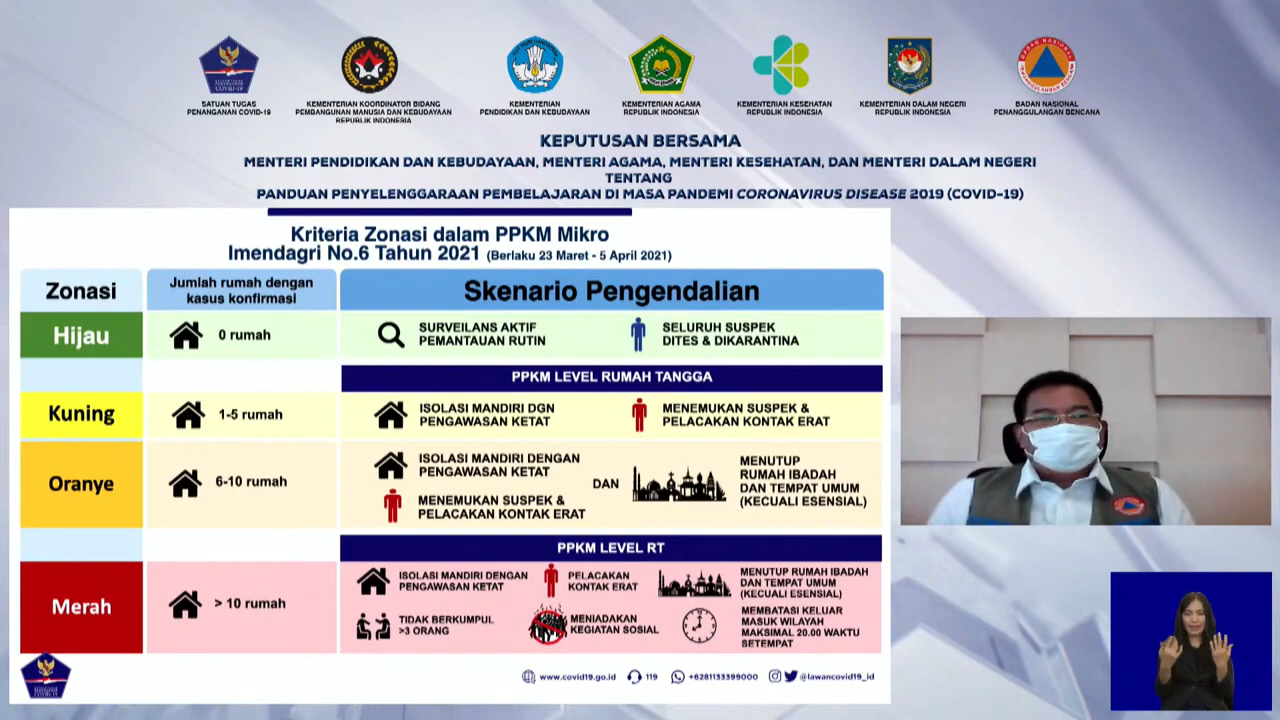 SATUAN TUGAS
PENANGANAN COVID-19
KEMENTERIAN KOORDINATOR BIDANG
PEMBANGUNAN MANUSIA DAN KEBUDAYAAN
REPUBLIK INDONESIA
KEMENTERIAN
PENDIDIKAN DAN KEBUDAYAAN
KEMENTERIAN AGAMA
REPUBLIK INDONESIA
KEMENTERIAN KESEHATAN
REPUBLIK INDONESIA
KEMENTERIAN DALAM NEGERI
REPUBLIK INDONESIA
BADAN NASIONAL
PENANGGULANGAN BENCANA
KEPUTUSAN BERSAMA
MENTERI PENDIDIKAN DAN KEBUDAYAAN, MENTERI AGAMA, MENTERI KESEHATAN, DAN MENTERI DALAM NEGERI
TENTANG
PANDUAN PENYELENGGARAAN PEMBELAJARAN DI MASA PANDEMI CORONAVIRUS DISEASE 2019 (COVID-19)
Kriteria Zonasi dalam PPKM Mikro
Imendagri No.6 Tahun 2021 (Berlaku 23 Maret - 5 April 2021)
Zonasi
Jumlah rumah dengan
kasus konfirmasi
Skenario Pengendalian
Hijau
0 rumah
SURVEILANS AKTIF
PEMANTAUAN RUTIN
SELURUH SUSPEK
DITES & DIKARANTINA
PPKM LEVEL RUMAH TANGGA
Kuning
1-5 rumah
ISOLASI MANDIRI DGN
PENGAWASAN KETAT
MENEMUKAN SUSPEK &
PELACAKAN KONTAK ERAT
Oranye
6-10 rumah
ISOLASI MANDIRI DENGAN
PENGAWASAN KETAT
MENEMUKAN SUSPEK &
PELACAKAN KONTAK ERAT
DAN
MENUTUP
RUMAH IBADAH
DAN TEMPAT UMUM
(KECUALI ESENSIAL)
PPKM LEVEL RT
Merah
> 10 rumah
ISOLASI MANDIRI DENGAN
PENGAWASAN KETAT
PELACAKAN
KONTAK ERAT
MENUTUP RUMAH IBADAH
DAN TEMPAT UMUM
(KECUALI ESENSIAL)
TIDAK BERKUMPUL
>3 ORANG
MENIADAKAN
KEGIATAN SOSIAL
MEMBATASI KELUAR
MASUK WILAYAH
MAKSIMAL 20.00 WAKTU
SETEMPAT
www.covid19.go.id
119
+6281133399000
@lawancovid19_id